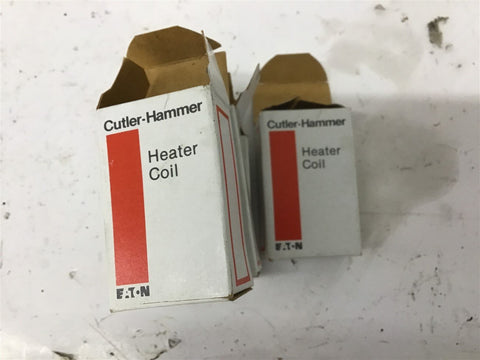 Cutler-Hammer
Heater
Coil
EATON
Cutler-Hammer
Heater
Coil
EATON